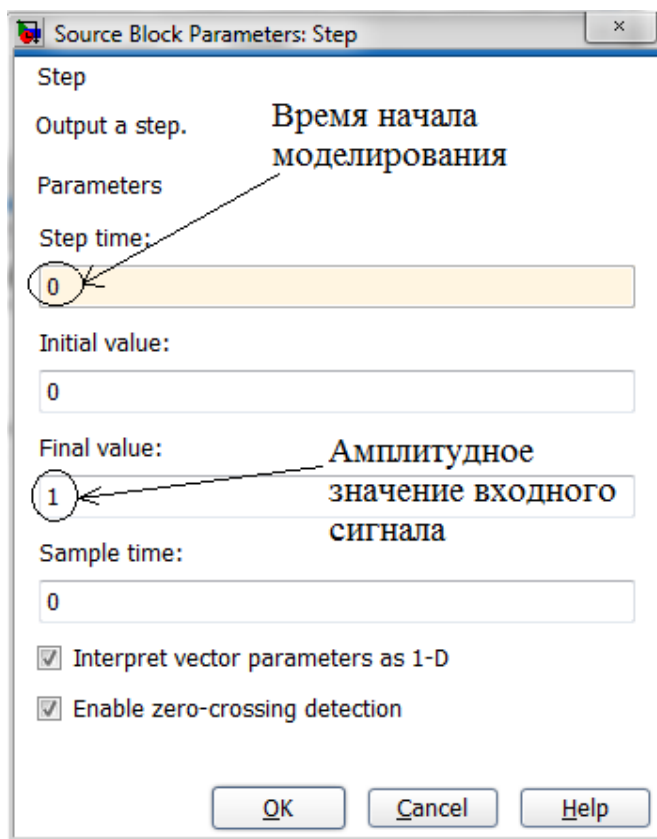 Source Block Parameters: Step
Step
Output a step.
Время начала
моделирования
Parameters
Step time:
0
Initial value:
0
Final value:
1
Амплитудное
значение входного
сигнала
Sample time:
0
Interpret vector parameters as 1-D
Enable zero-crossing detection
OK Cancel Help